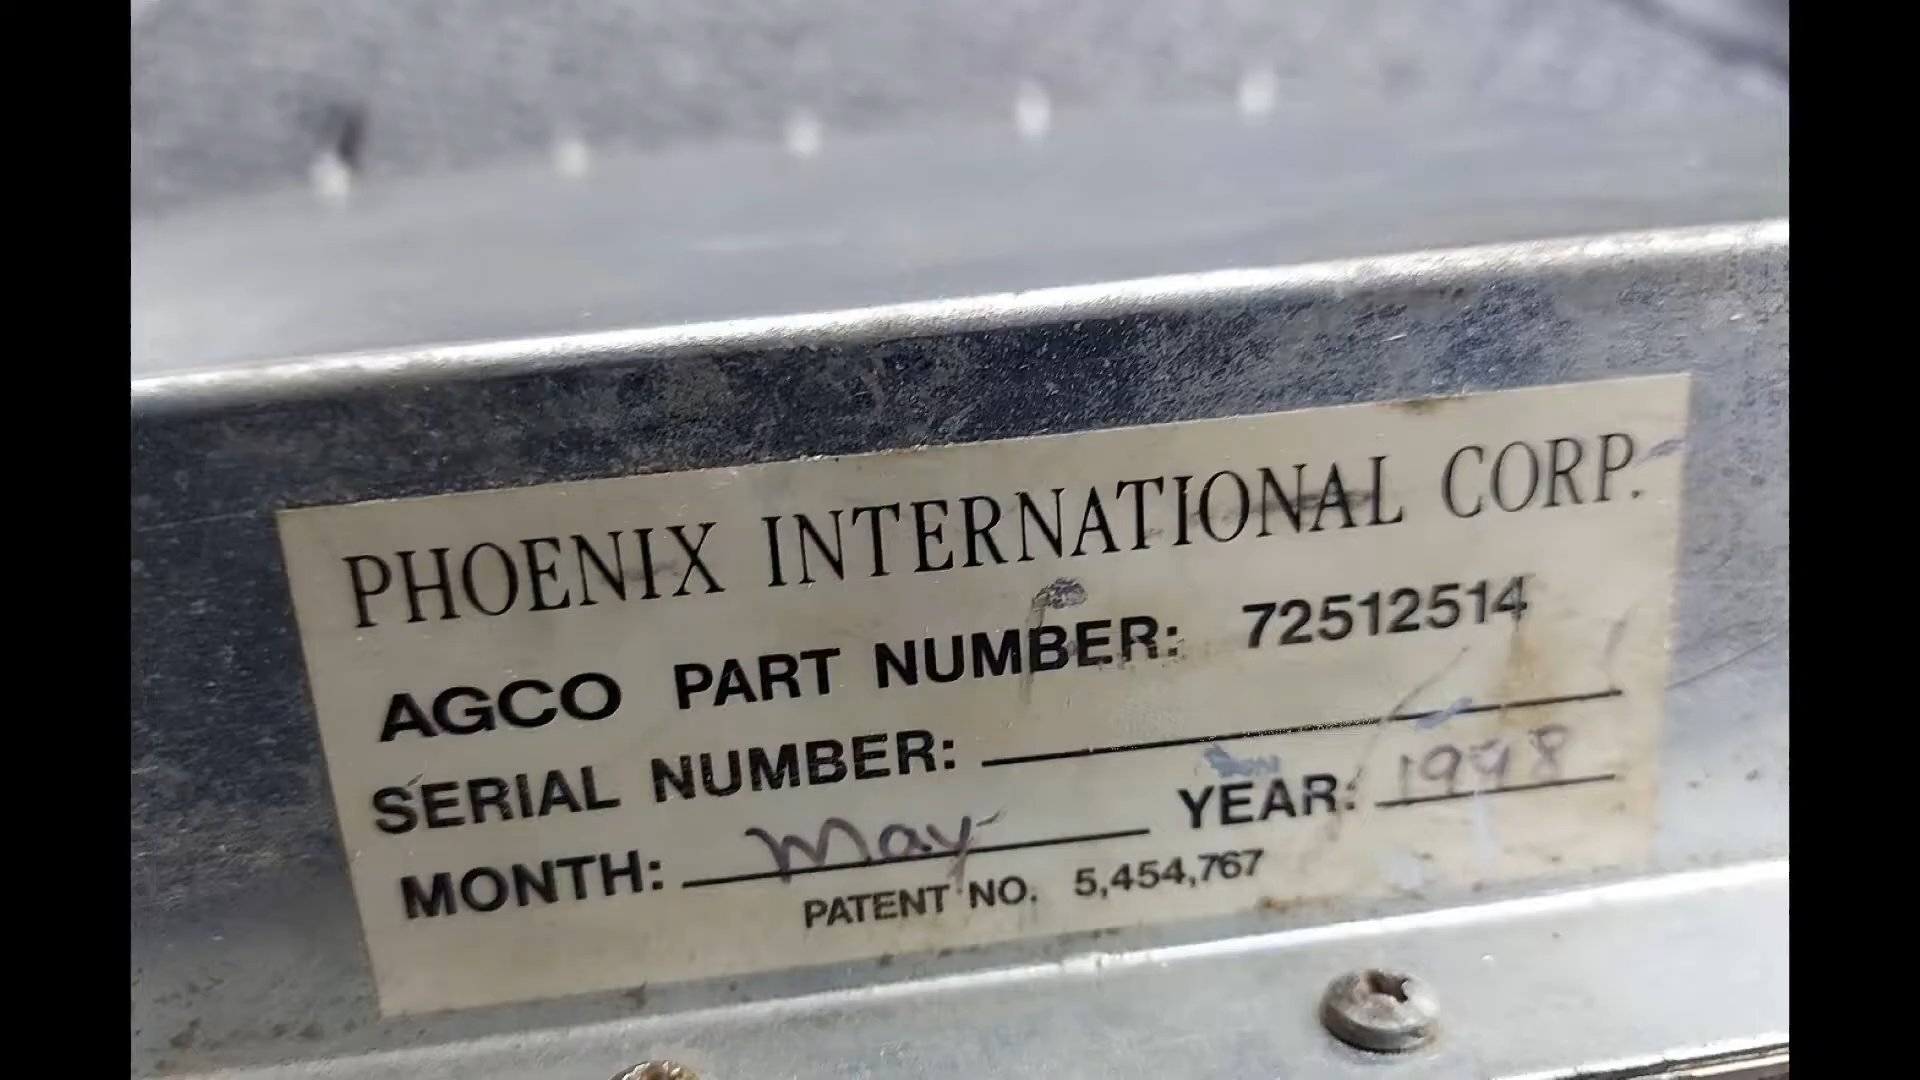 PHOENIX INTERNATIONAL CORP.
AGCO PART NUMBER: 72512514
SERIAL NUMBER:
MONTH: May YEAR: 1998
PATENT NO. 5,454,767